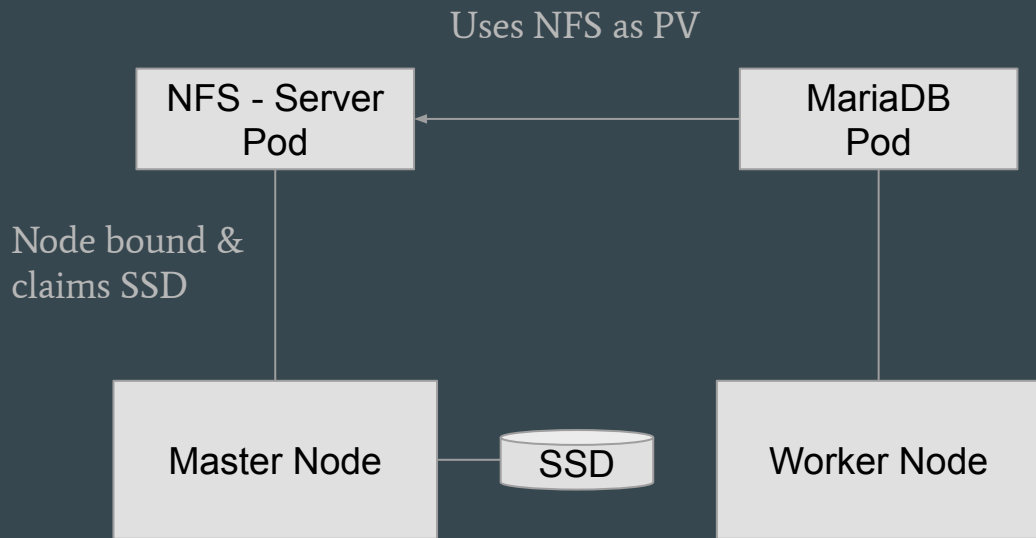 Uses NFS as PV
NFS - Server
Pod
MariaDB
Pod
Node bound &
claims SSD
Master Node
SSD
Worker Node